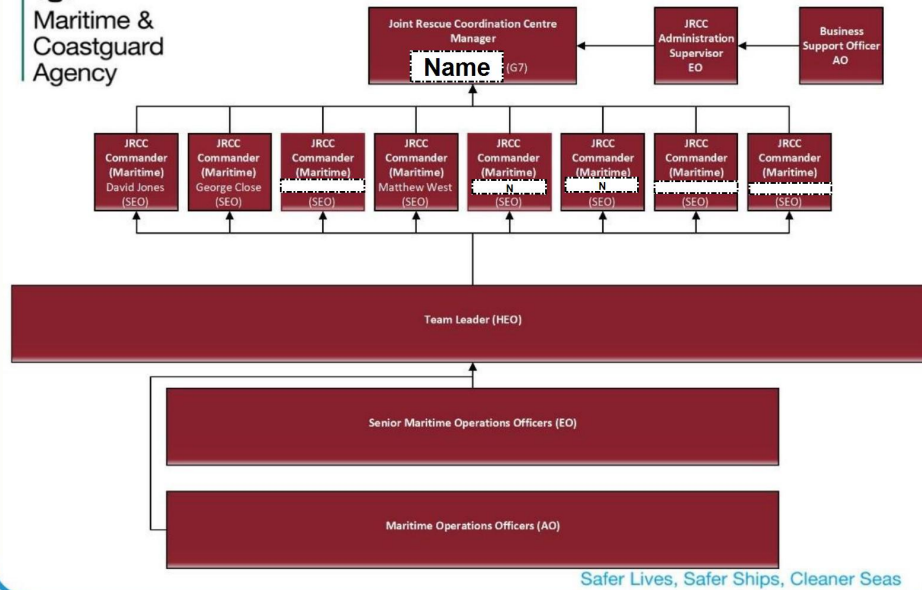 Maritime &
Coastguard
Agency
Joint Rescue Coordination Centre
Manager
Name (G7)
JRCC
Administration
Supervisor
EO
Business
Support Officer
AO
JRCC
Commander
(Maritime)
David Jones
(SEO)
JRCC
Commander
(Maritime)
George Close
(SEO)
JRCC
Commander
(Maritime)
(SEO)
JRCC
Commander
(Maritime)
Matthew West
(SEO)
JRCC
Commander
(Maritime)
N
(SEO)
JRCC
Commander
(Maritime)
N
(SEO)
JRCC
Commander
(Maritime)
(SEO)
JRCC
Commander
(Maritime)
(SEO)
Team Leader (HEO)
Senior Maritime Operations Officers (EO)
Maritime Operations Officers (AO)
Safer Lives, Safer Ships, Cleaner Seas